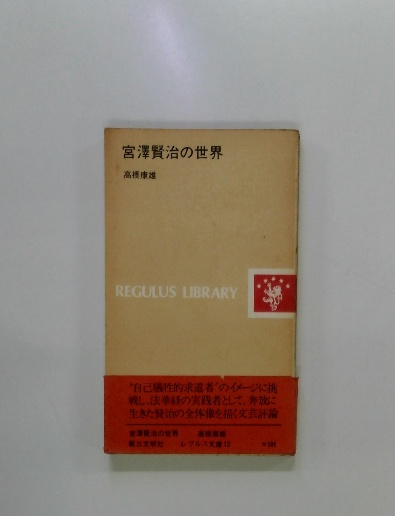 宮澤賢治の世界
高橋康雄
REGULUS LIBRARY
"自己犠牲的求道者"のイメージに挑
戦し、法華経の実践者として、奔放に
生きた賢治の全体像を描く文芸評論
宮澤賢治の世界 高橋康雄
第三文明社 レグルス文庫12